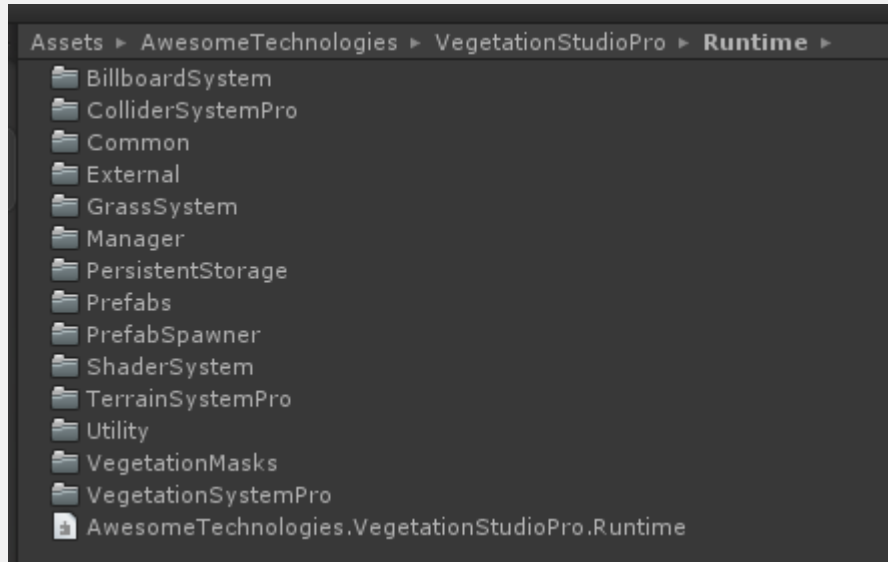 Assets ▸ AwesomeTechnologies ▸ VegetationStudioPro ▸ Runtime ▸
BillboardSystem
ColliderSystemPro
Common
External
GrassSystem
Manager
PersistentStorage
Prefabs
PrefabSpawner
ShaderSystem
TerrainSystemPro
Utility
VegetationMasks
VegetationSystemPro
AwesomeTechnologies.VegetationStudioPro.Runtime